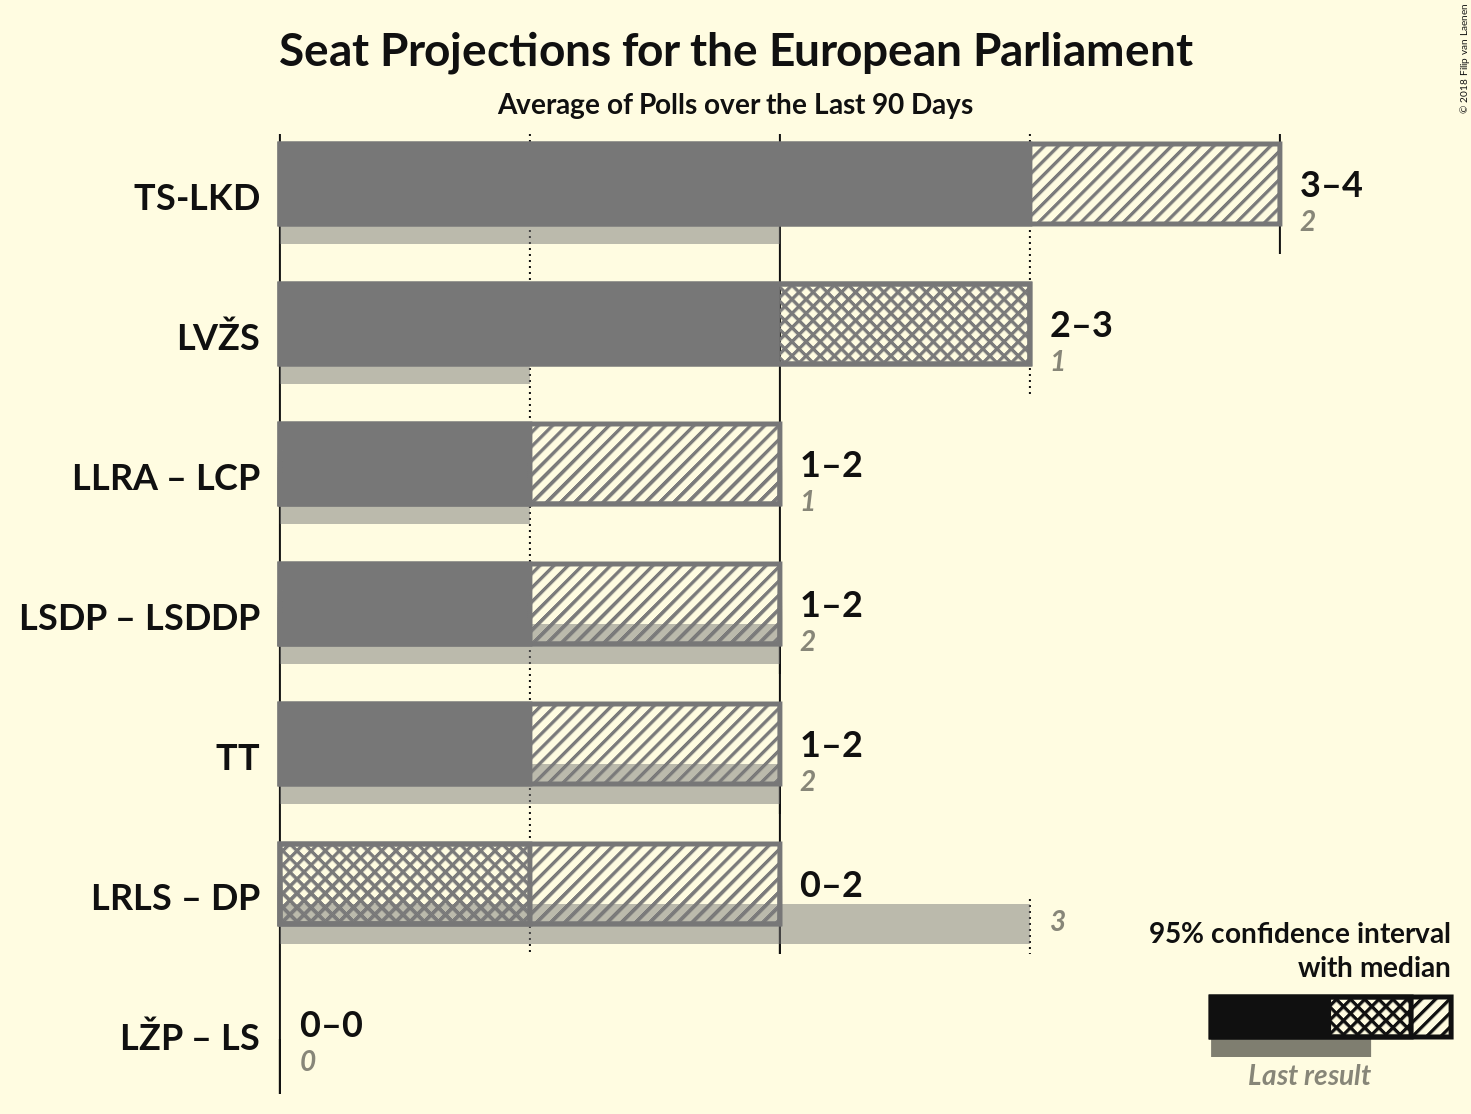 Seat Projections for the European Parliament
Average of Polls over the Last 90 Days
© 2018 Filip van Laenen
TS-LKD
3–4
2
LVŽS
2–3
1
LLRA – LCP
1–2
1
LSDP – LSDDP
1–2
2
TT
1–2
2
LRLS – DP
0–2
3
LŽP – LS
0–0
0
95% confidence interval
with median
Last result